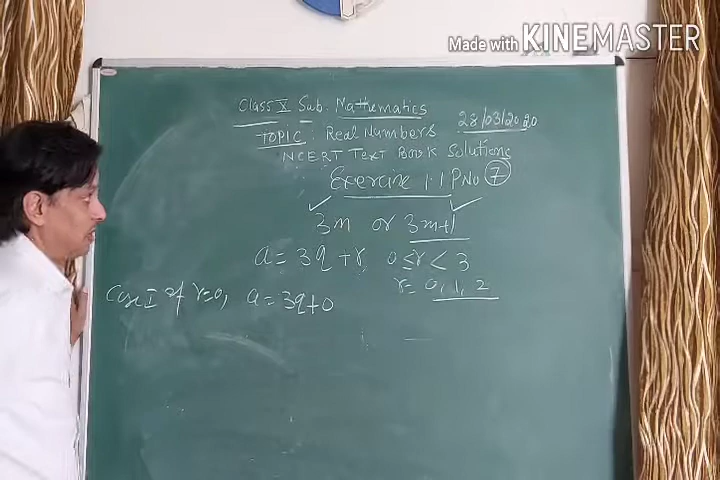 Made with KINEMASTER
Class X Sub: Mathematics
28/03/2020
TOPIC : Real Numbers
NCERT Text Book Solutions
Exercise 1.1 P.No 7
3m or 3m+1
a = 3q + r, 0 ≤ r < 3
r = 0, 1, 2
Case I If r=0, a = 3q+0